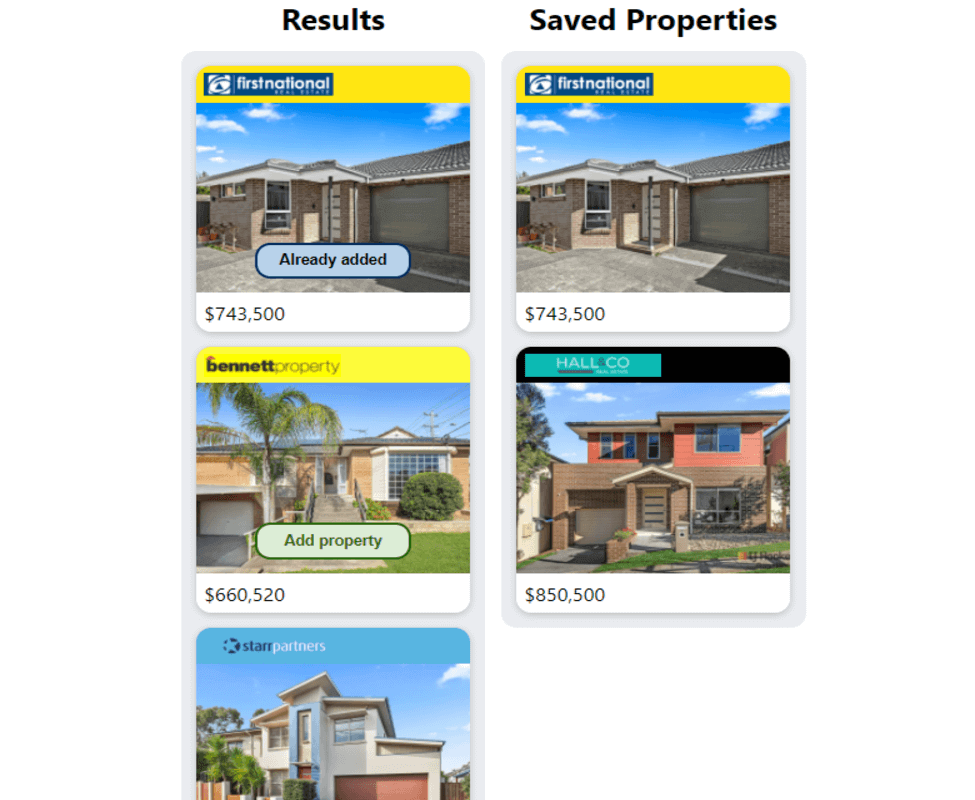 Results
firstnational
REAL ESTATE
Already added
$743,500
bennettproperty
Add property
$660,520
starrpartners
Saved Properties
firstnational
REAL ESTATE
$743,500
HALL&CO
REAL ESTATE
$850,500